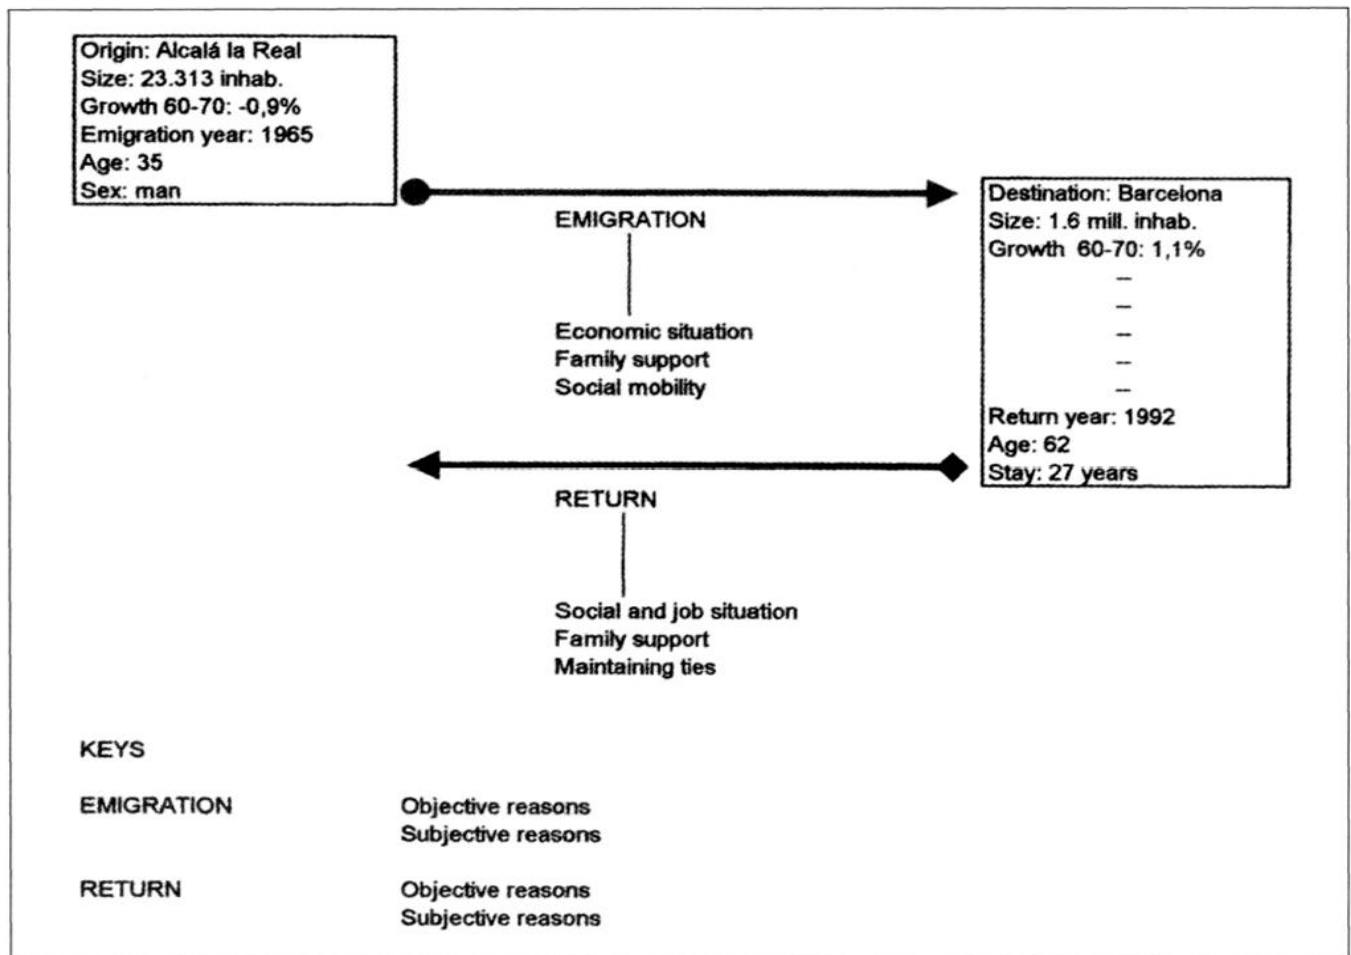 Origin: Alcalá la Real
Size: 23.313 inhab.
Growth 60-70: -0,9%
Emigration year: 1965
Age: 35
Sex: man
EMIGRATION
Economic situation
Family support
Social mobility
Destination: Barcelona
Size: 1.6 mill. inhab.
Growth 60-70: 1,1%
--
--
--
--
--
Return year: 1992
Age: 62
Stay: 27 years
RETURN
Social and job situation
Family support
Maintaining ties
KEYS
EMIGRATION Objective reasons
Subjective reasons
RETURN Objective reasons
Subjective reasons